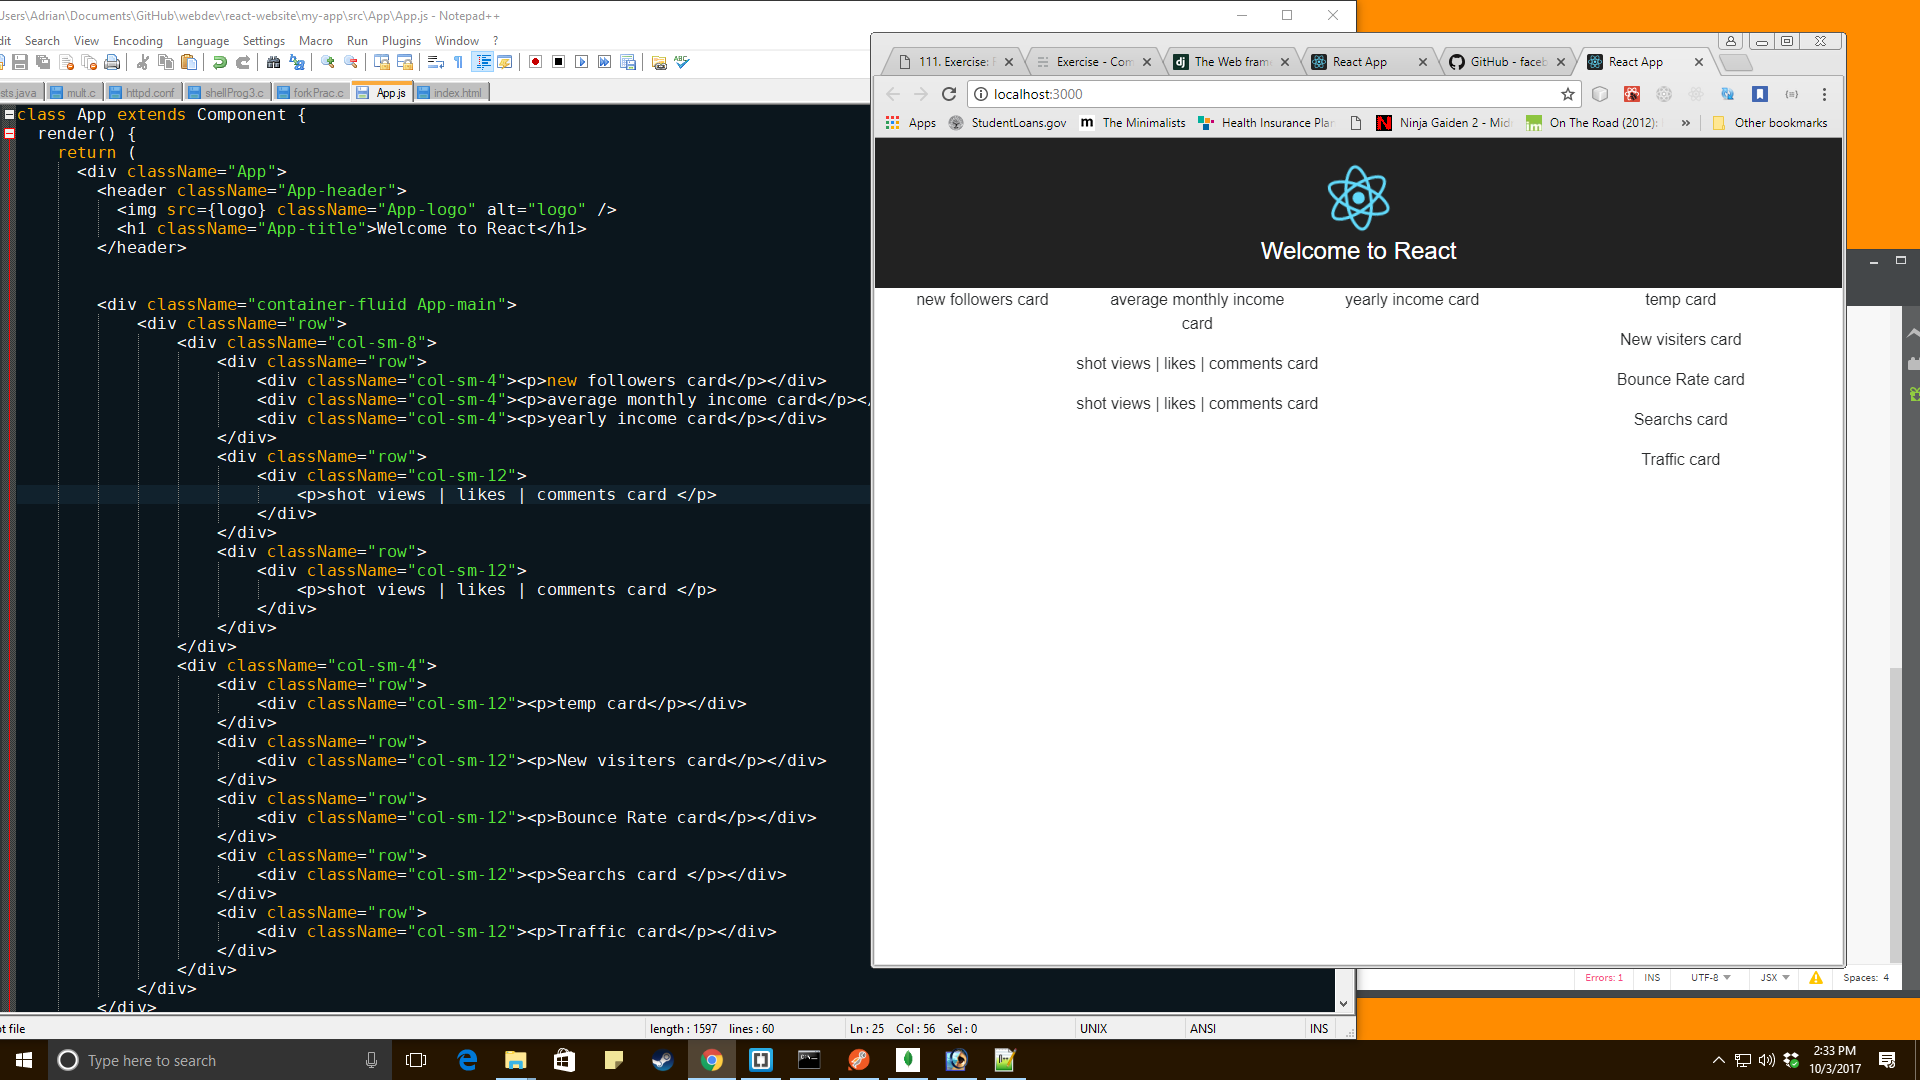 Users\Adrian\Documents\GitHub\webdev\react-website\my-app\src\App\App.js - Notepad++
dit Search View Encoding Language Settings Macro Run Plugins Window ?
sts.java mult.c httpd.conf shellProg3.c forkPrac.c App.js index.html
class App extends Component {
render() {
return (
<div className="App">
<header className="App-header">
<img src={logo} className="App-logo" alt="logo" />
<h1 className="App-title">Welcome to React</h1>
</header>
<div className="container-fluid App-main">
<div className="row">
<div className="col-sm-8">
<div className="row">
<div className="col-sm-4"><p>new followers card</p></div>
<div className="col-sm-4"><p>average monthly income card</p></
<div className="col-sm-4"><p>yearly income card</p></div>
</div>
<div className="row">
<div className="col-sm-12">
<p>shot views | likes | comments card </p>
</div>
</div>
<div className="row">
<div className="col-sm-12">
<p>shot views | likes | comments card </p>
</div>
</div>
</div>
<div className="col-sm-4">
<div className="row">
<div className="col-sm-12"><p>temp card</p></div>
</div>
<div className="row">
<div className="col-sm-12"><p>New visiters card</p></div>
</div>
<div className="row">
<div className="col-sm-12"><p>Bounce Rate card</p></div>
</div>
<div className="row">
<div className="col-sm-12"><p>Searchs card </p></div>
</div>
<div className="row">
<div className="col-sm-12"><p>Traffic card</p></div>
</div>
</div>
</div>
</div>
ot file length : 1597 lines : 60 Ln : 25 Col : 56 Sel : 0 UNIX ANSI INS
111. Exercise: Exercise - Com The Web fram React App GitHub - faceb React App
localhost:3000
Apps StudentLoans.gov The Minimalists Health Insurance Plan Ninja Gaiden 2 - Mid On The Road (2012): » Other bookmarks
Welcome to React
new followers card average monthly income card yearly income card temp card
shot views | likes | comments card New visiters card
shot views | likes | comments card Bounce Rate card
Searchs card
Traffic card
Errors: 1 INS UTF-8 JSX Spaces: 4
Type here to search
2:33 PM
10/3/2017